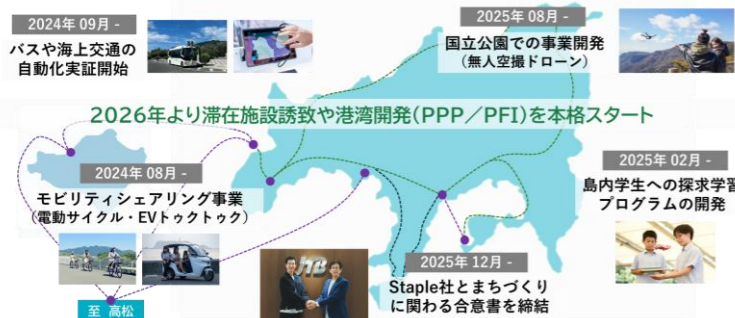 2024年 09月 -
バスや海上交通の
自動化実証開始
2025年 08月 -
国立公園での事業開発
（無人空撮ドローン）
2026年より滞在施設誘致や港湾開発(PPP／PFI)を本格スタート
2024年 08月 -
モビリティシェアリング事業
（電動サイクル・EVトゥクトゥク）
2025年 02月 -
島内学生への探求学習
プログラムの開発
JTB
2025年 12月 -
Staple社とまちづくり
に関わる合意書を締結
至 高松